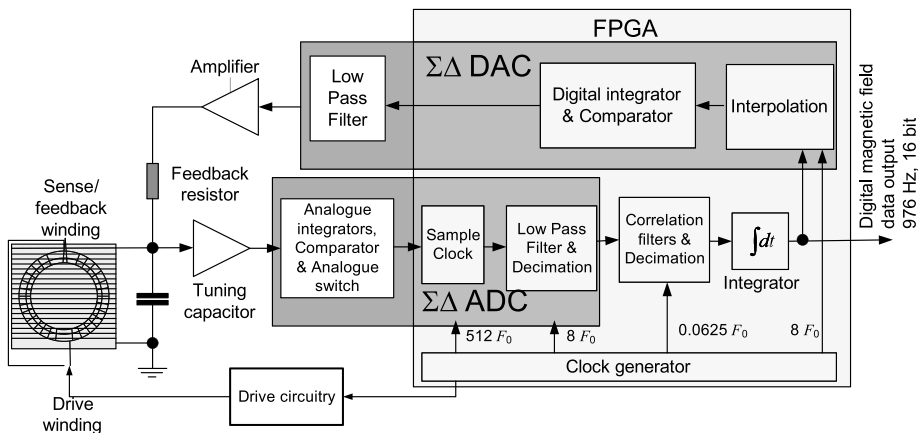 FPGA
ΣΔ DAC
Amplifier
Low
Pass
Filter
Digital integrator
& Comparator
Interpolation
Digital magnetic field
data output
976 Hz, 16 bit
Feedback
resistor
Sense/
feedback
winding
Analogue
integrators,
Comparator
& Analogue
switch
Sample
Clock
Low Pass
Filter &
Decimation
Correlation
filters &
Decimation
∫dt
Integrator
Tuning
capacitor
ΣΔ ADC
512 F0
8 F0
0.0625 F0
8 F0
Clock generator
Drive circuitry
Drive
winding